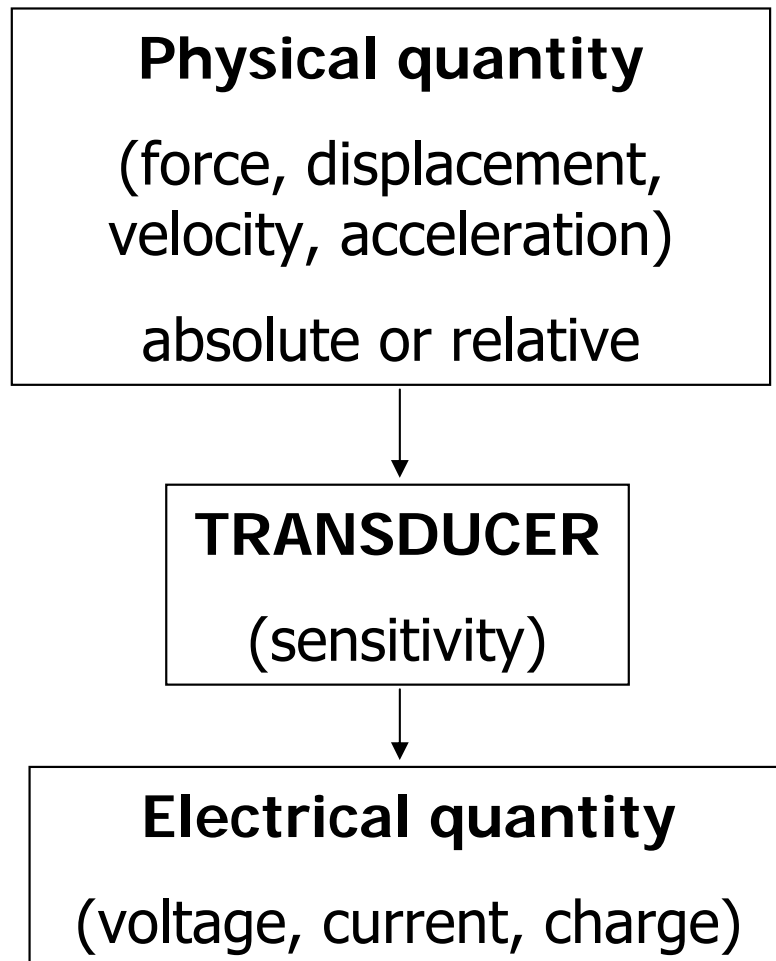 Physical quantity
(force, displacement,
velocity, acceleration)
absolute or relative
TRANSDUCER
(sensitivity)
Electrical quantity
(voltage, current, charge)